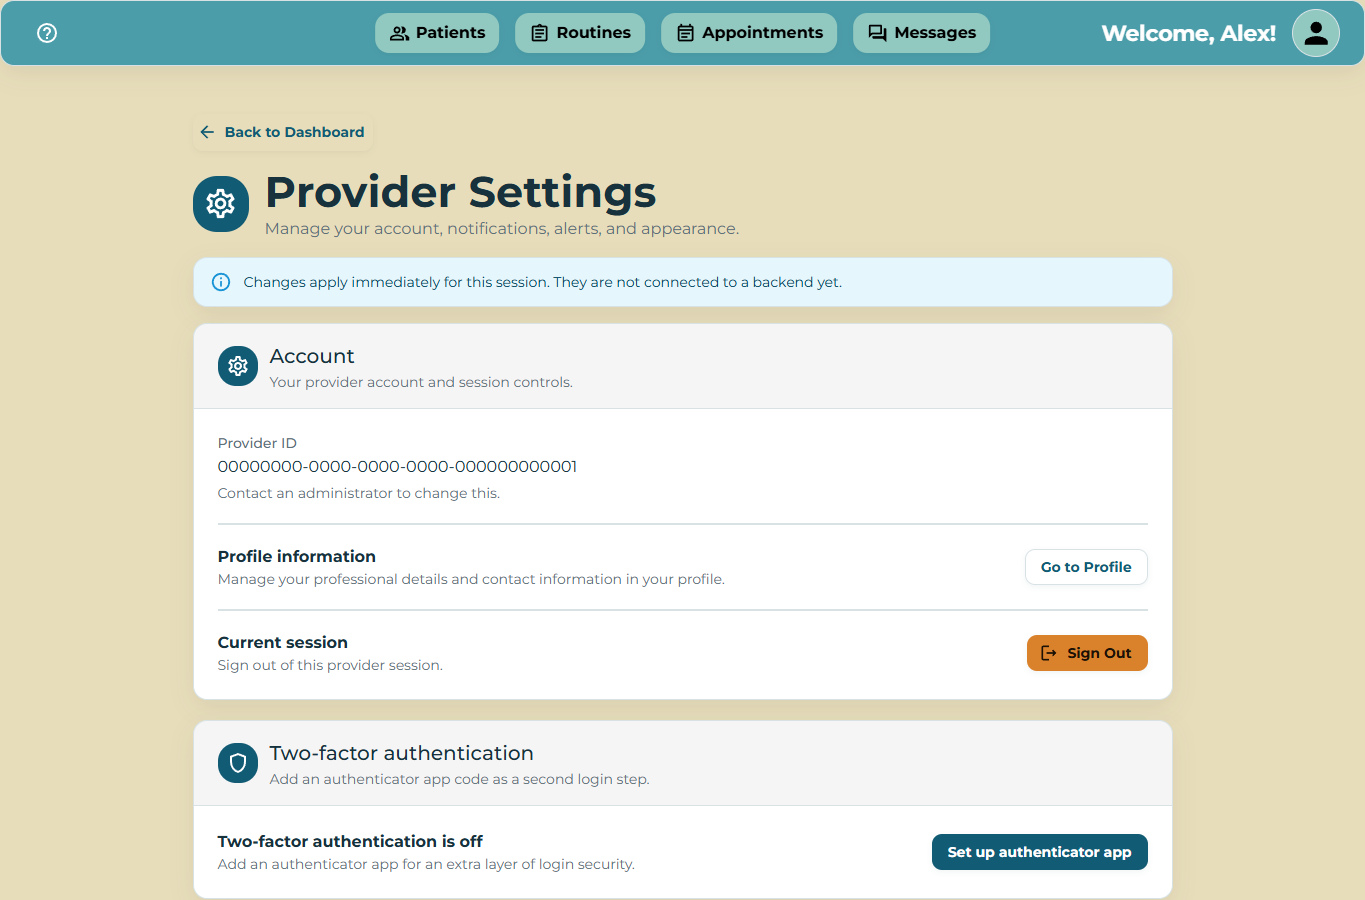 Patients
Routines
Appointments
Messages
Welcome, Alex!
Back to Dashboard
Provider Settings
Manage your account, notifications, alerts, and appearance.
Changes apply immediately for this session. They are not connected to a backend yet.
Account
Your provider account and session controls.
Provider ID
00000000-0000-0000-0000-000000000001
Contact an administrator to change this.
Profile information
Manage your professional details and contact information in your profile.
Go to Profile
Current session
Sign out of this provider session.
Sign Out
Two-factor authentication
Add an authenticator app code as a second login step.
Two-factor authentication is off
Add an authenticator app for an extra layer of login security.
Set up authenticator app